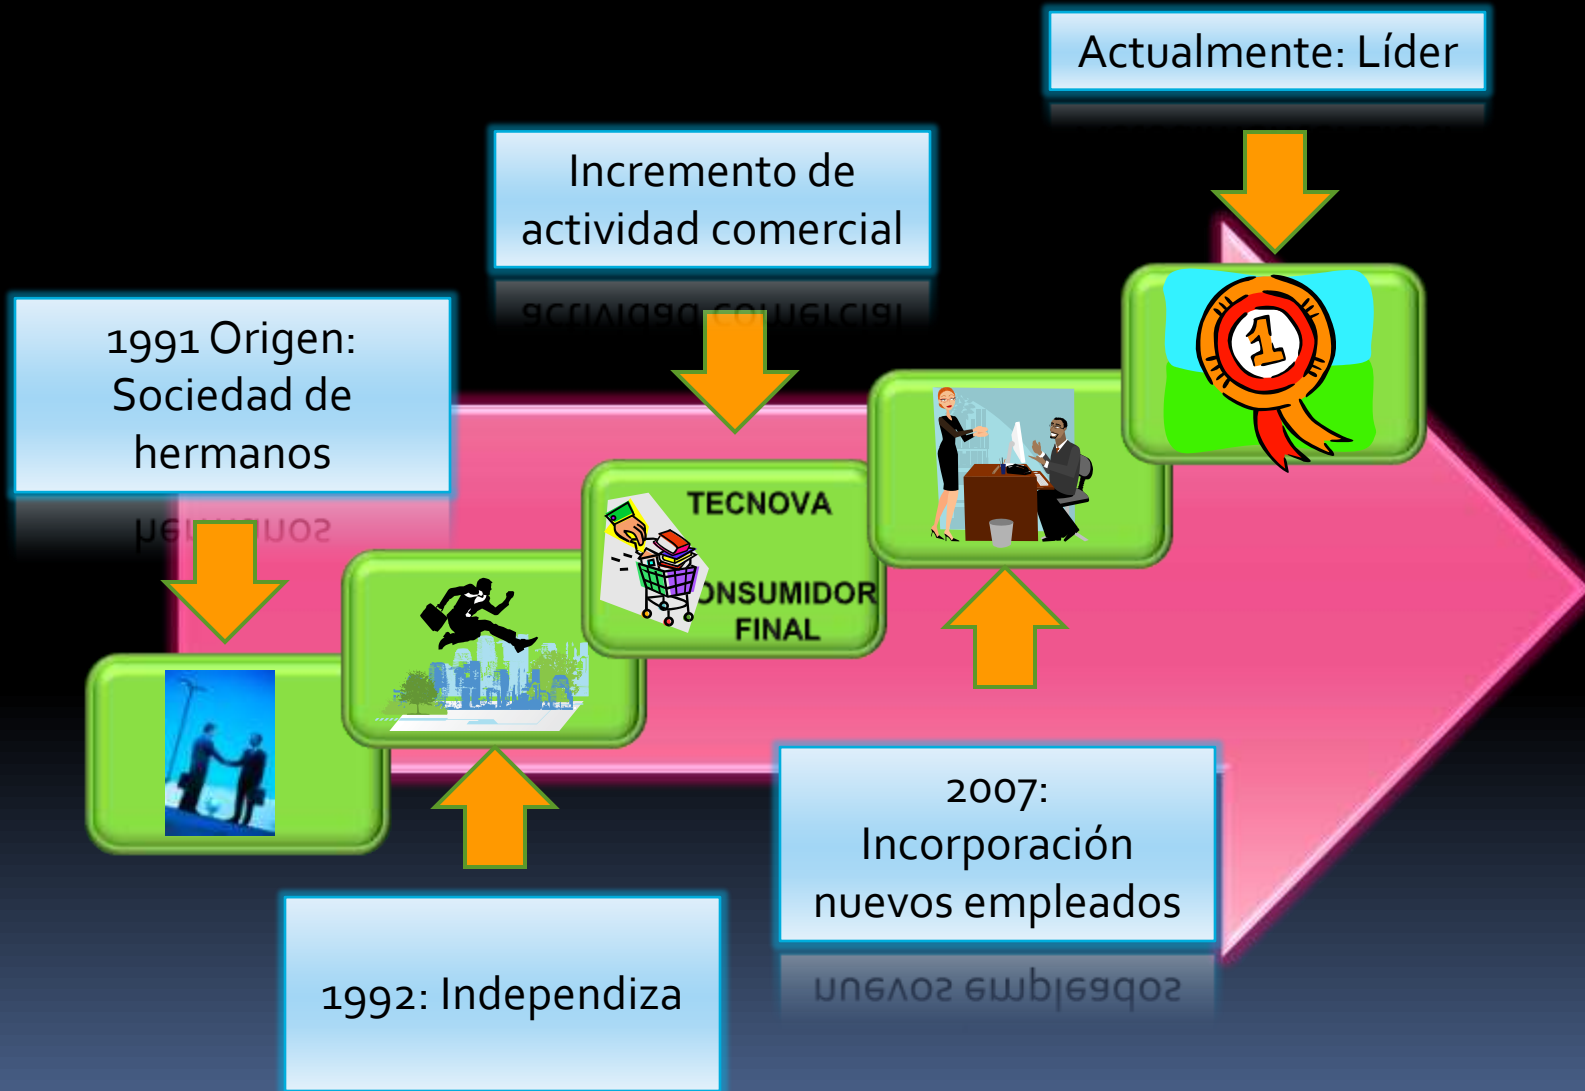 Actualmente: Líder
Incremento de
actividad comercial
1991 Origen:
Sociedad de
hermanos
TECNOVA
ONSUMIDOR
FINAL
1
2007:
Incorporación
nuevos empleados
1992: Independiza